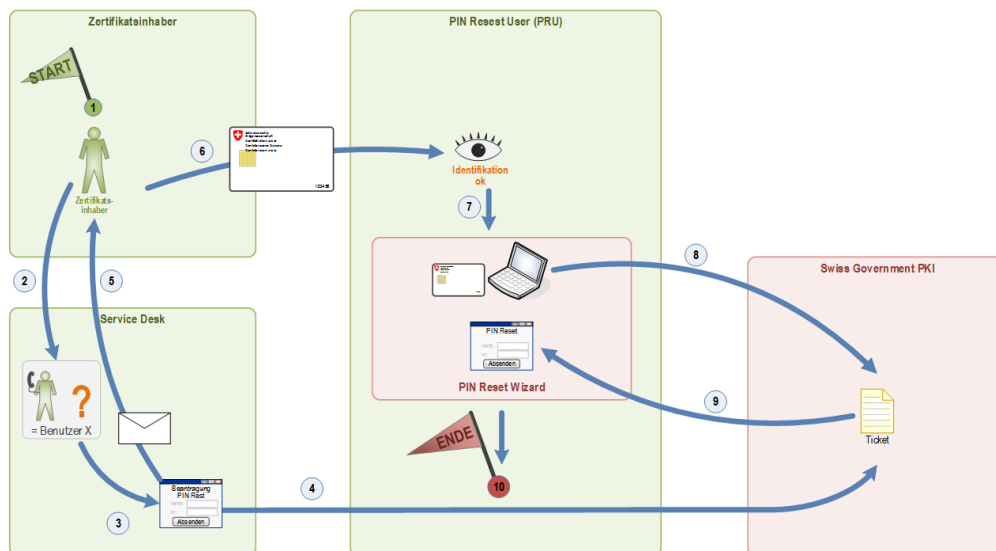 Zertifikatsinhaber
START
1
Zertifikats-
inhaber
6
PIN Resest User (PRU)
Identifikation
ok
7
8
PIN Reset
Absenden
PIN Reset Wizard
9
ENDE
10
Swiss Government PKI
Ticket
2
5
Service Desk
?
= Benutzer X
3
Beantragung
PIN Rest
Absenden
4